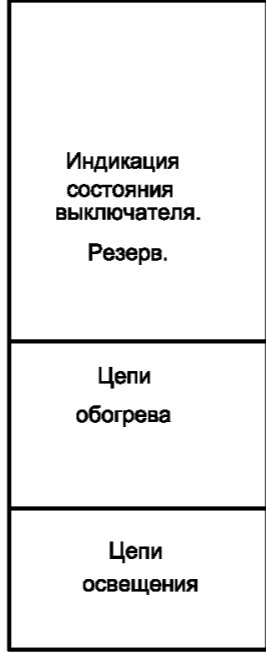 Индикация
состояния
выключателя.
Резерв.
Цепи
обогрева
Цепи
освещения